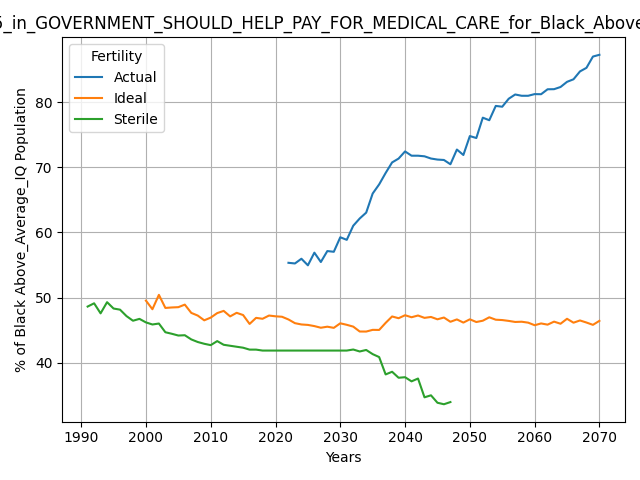 5_in_GOVERNMENT_SHOULD_HELP_PAY_FOR_MEDICAL_CARE_for_Black_Above
Fertility
Actual
Ideal
Sterile
% of Black Above_Average_IQ Population
80
70
60
50
40
1990 2000 2010 2020 2030 2040 2050 2060 2070
Years